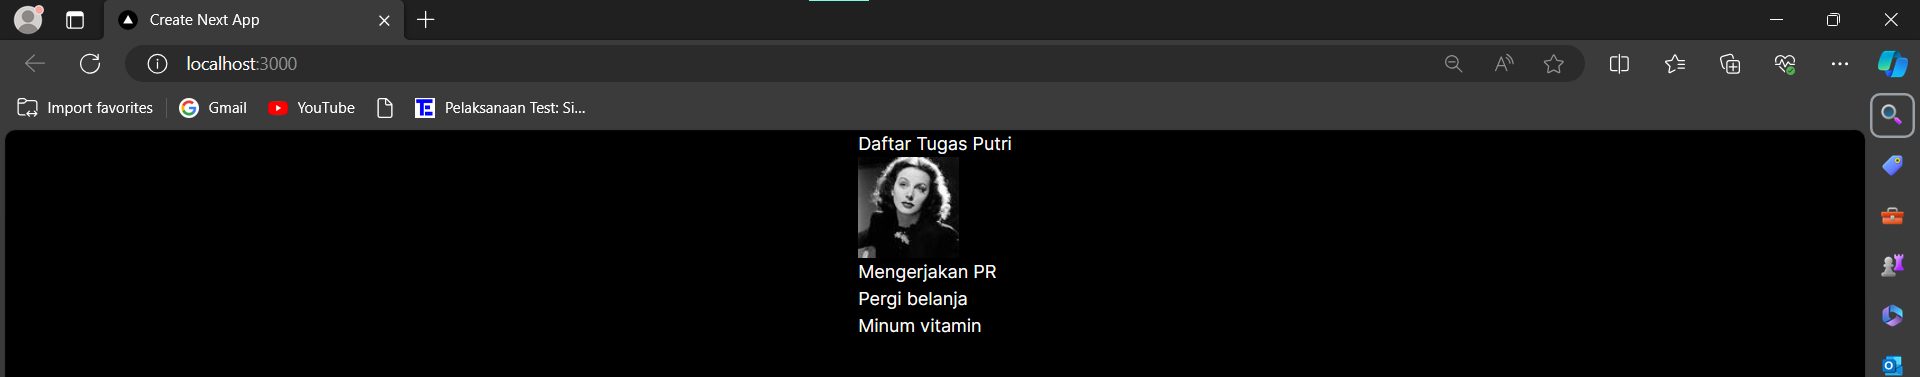 Create Next App
localhost:3000
Import favorites
Gmail
YouTube
Pelaksanaan Test: Si...
Daftar Tugas Putri
Mengerjakan PR
Pergi belanja
Minum vitamin